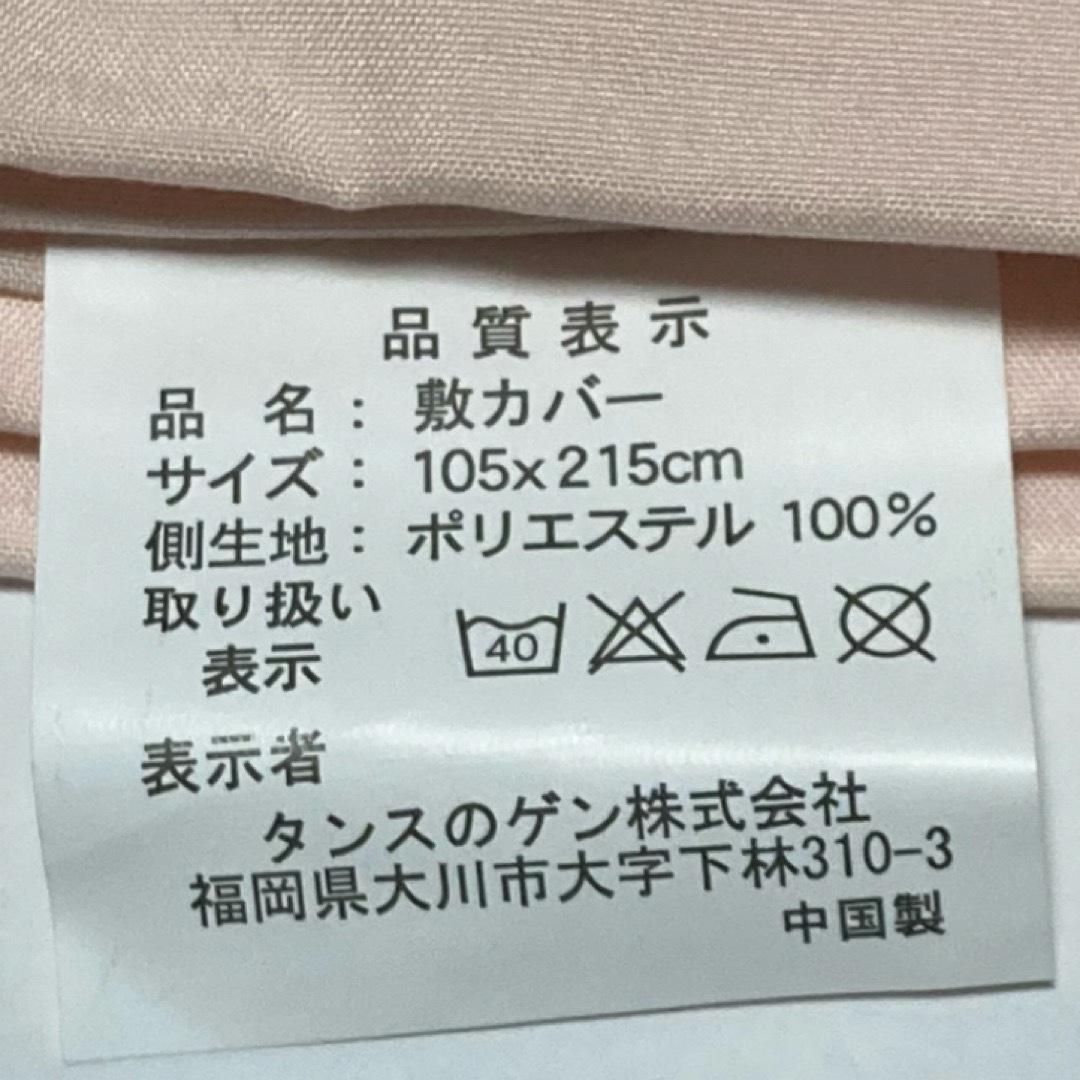 品質表示
品 名： 敷カバー
サイズ： 105x215cm
側生地： ポリエステル 100%
取り扱い
表示
40
表示者
タンスのゲン株式会社
福岡県大川市大字下林310-3
中国製